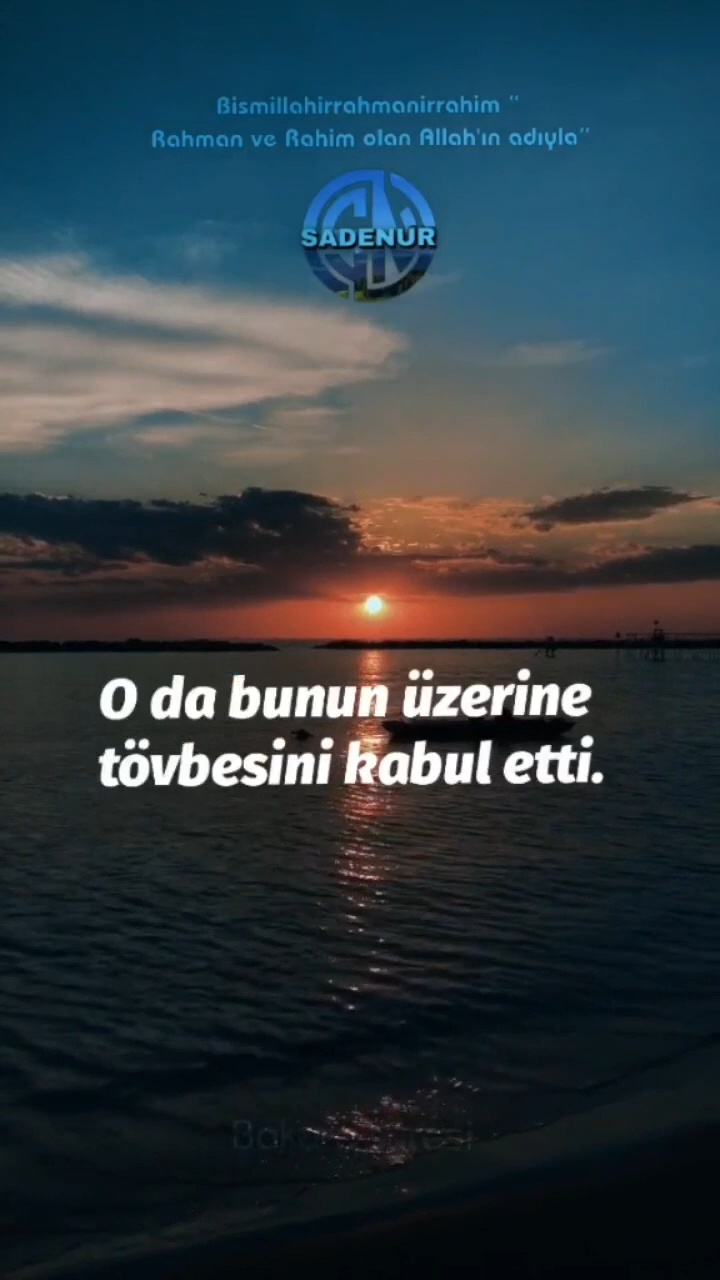 Bismillahirrahmanirrahim "
Rahman ve Rahim olan Allah'ın adıyla"
SADENUR
O da bunun üzerine
tövbesini kabul etti.